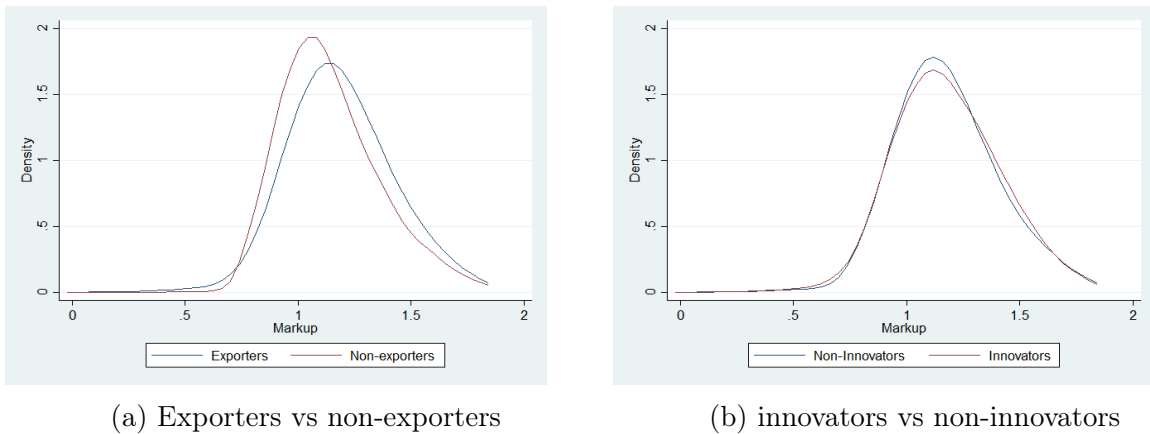 2
1.5
1
.5
0
Density
0 .5 1 1.5 2
Markup
Exporters Non-exporters
(a) Exporters vs non-exporters
2
1.5
1
.5
0
Density
0 .5 1 1.5 2
Markup
Non-Innovators Innovators
(b) innovators vs non-innovators